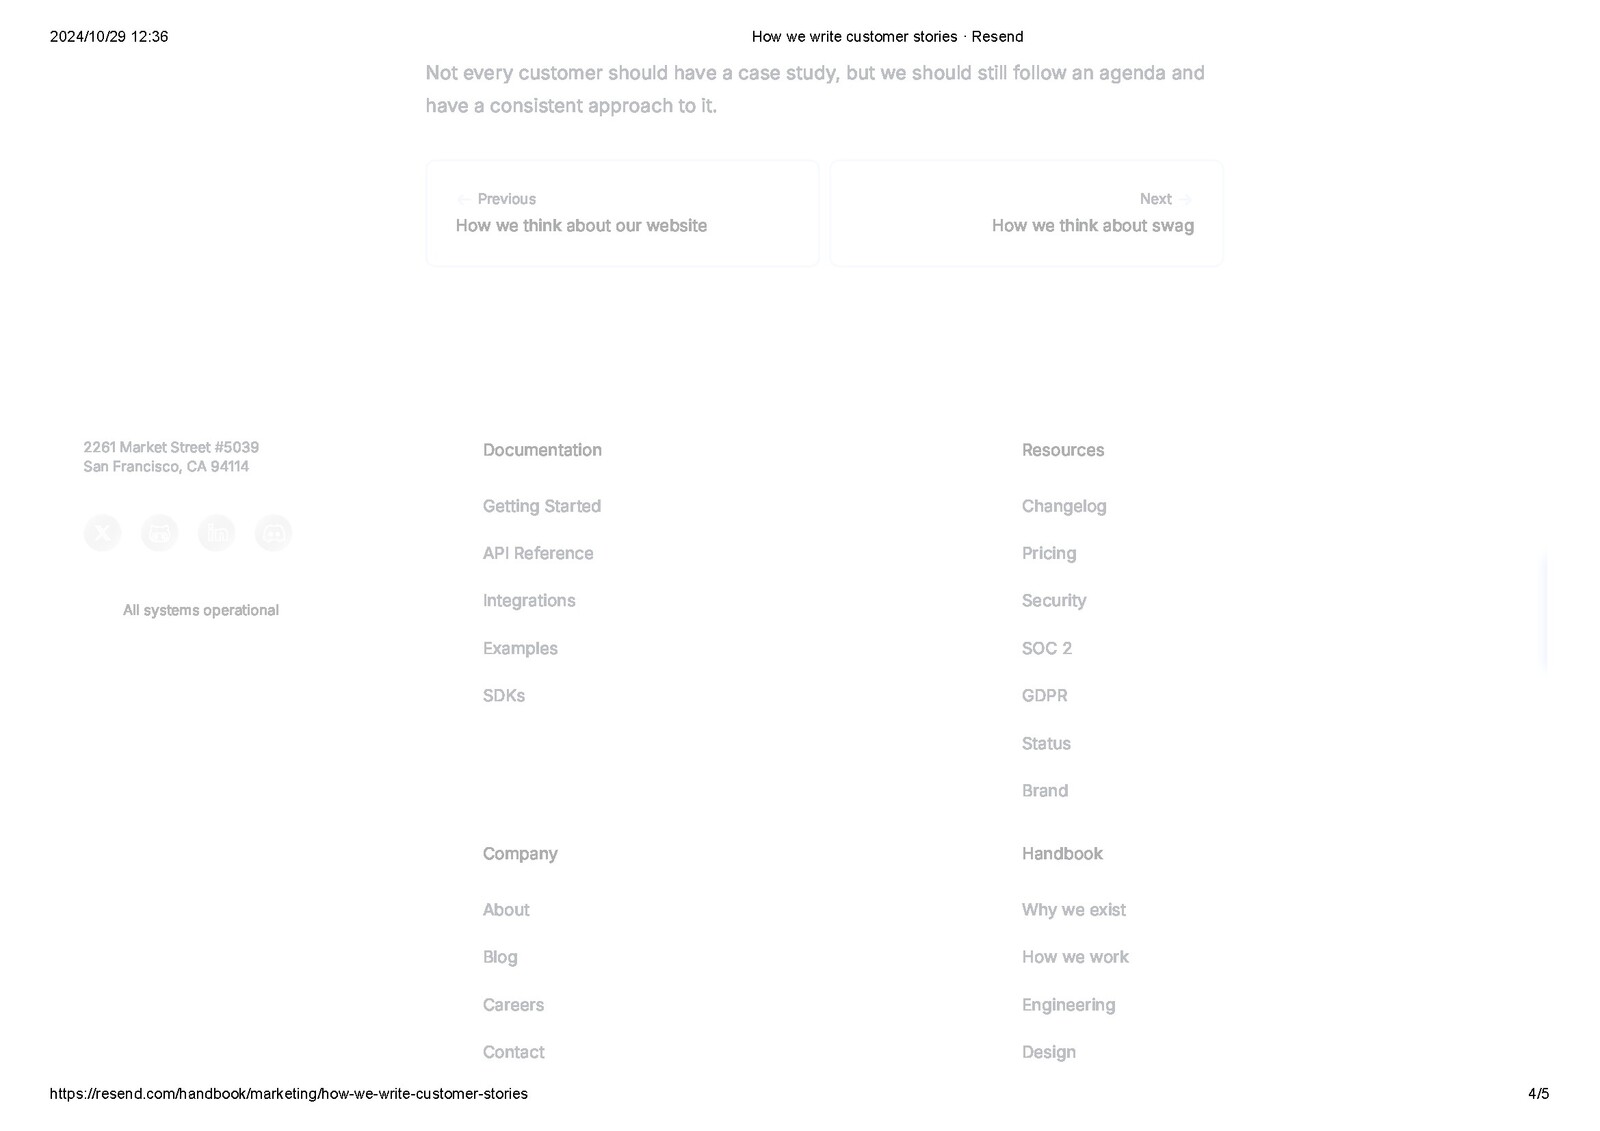 2024/10/29 12:36
How we write customer stories · Resend
Not every customer should have a case study, but we should still follow an agenda and
have a consistent approach to it.
← Previous
How we think about our website
Next →
How we think about swag
2261 Market Street #5039
San Francisco, CA 94114
All systems operational
Documentation
Getting Started
API Reference
Integrations
Examples
SDKs
Resources
Changelog
Pricing
Security
SOC 2
GDPR
Status
Brand
Company
About
Blog
Careers
Contact
Handbook
Why we exist
How we work
Engineering
Design
https://resend.com/handbook/marketing/how-we-write-customer-stories
4/5